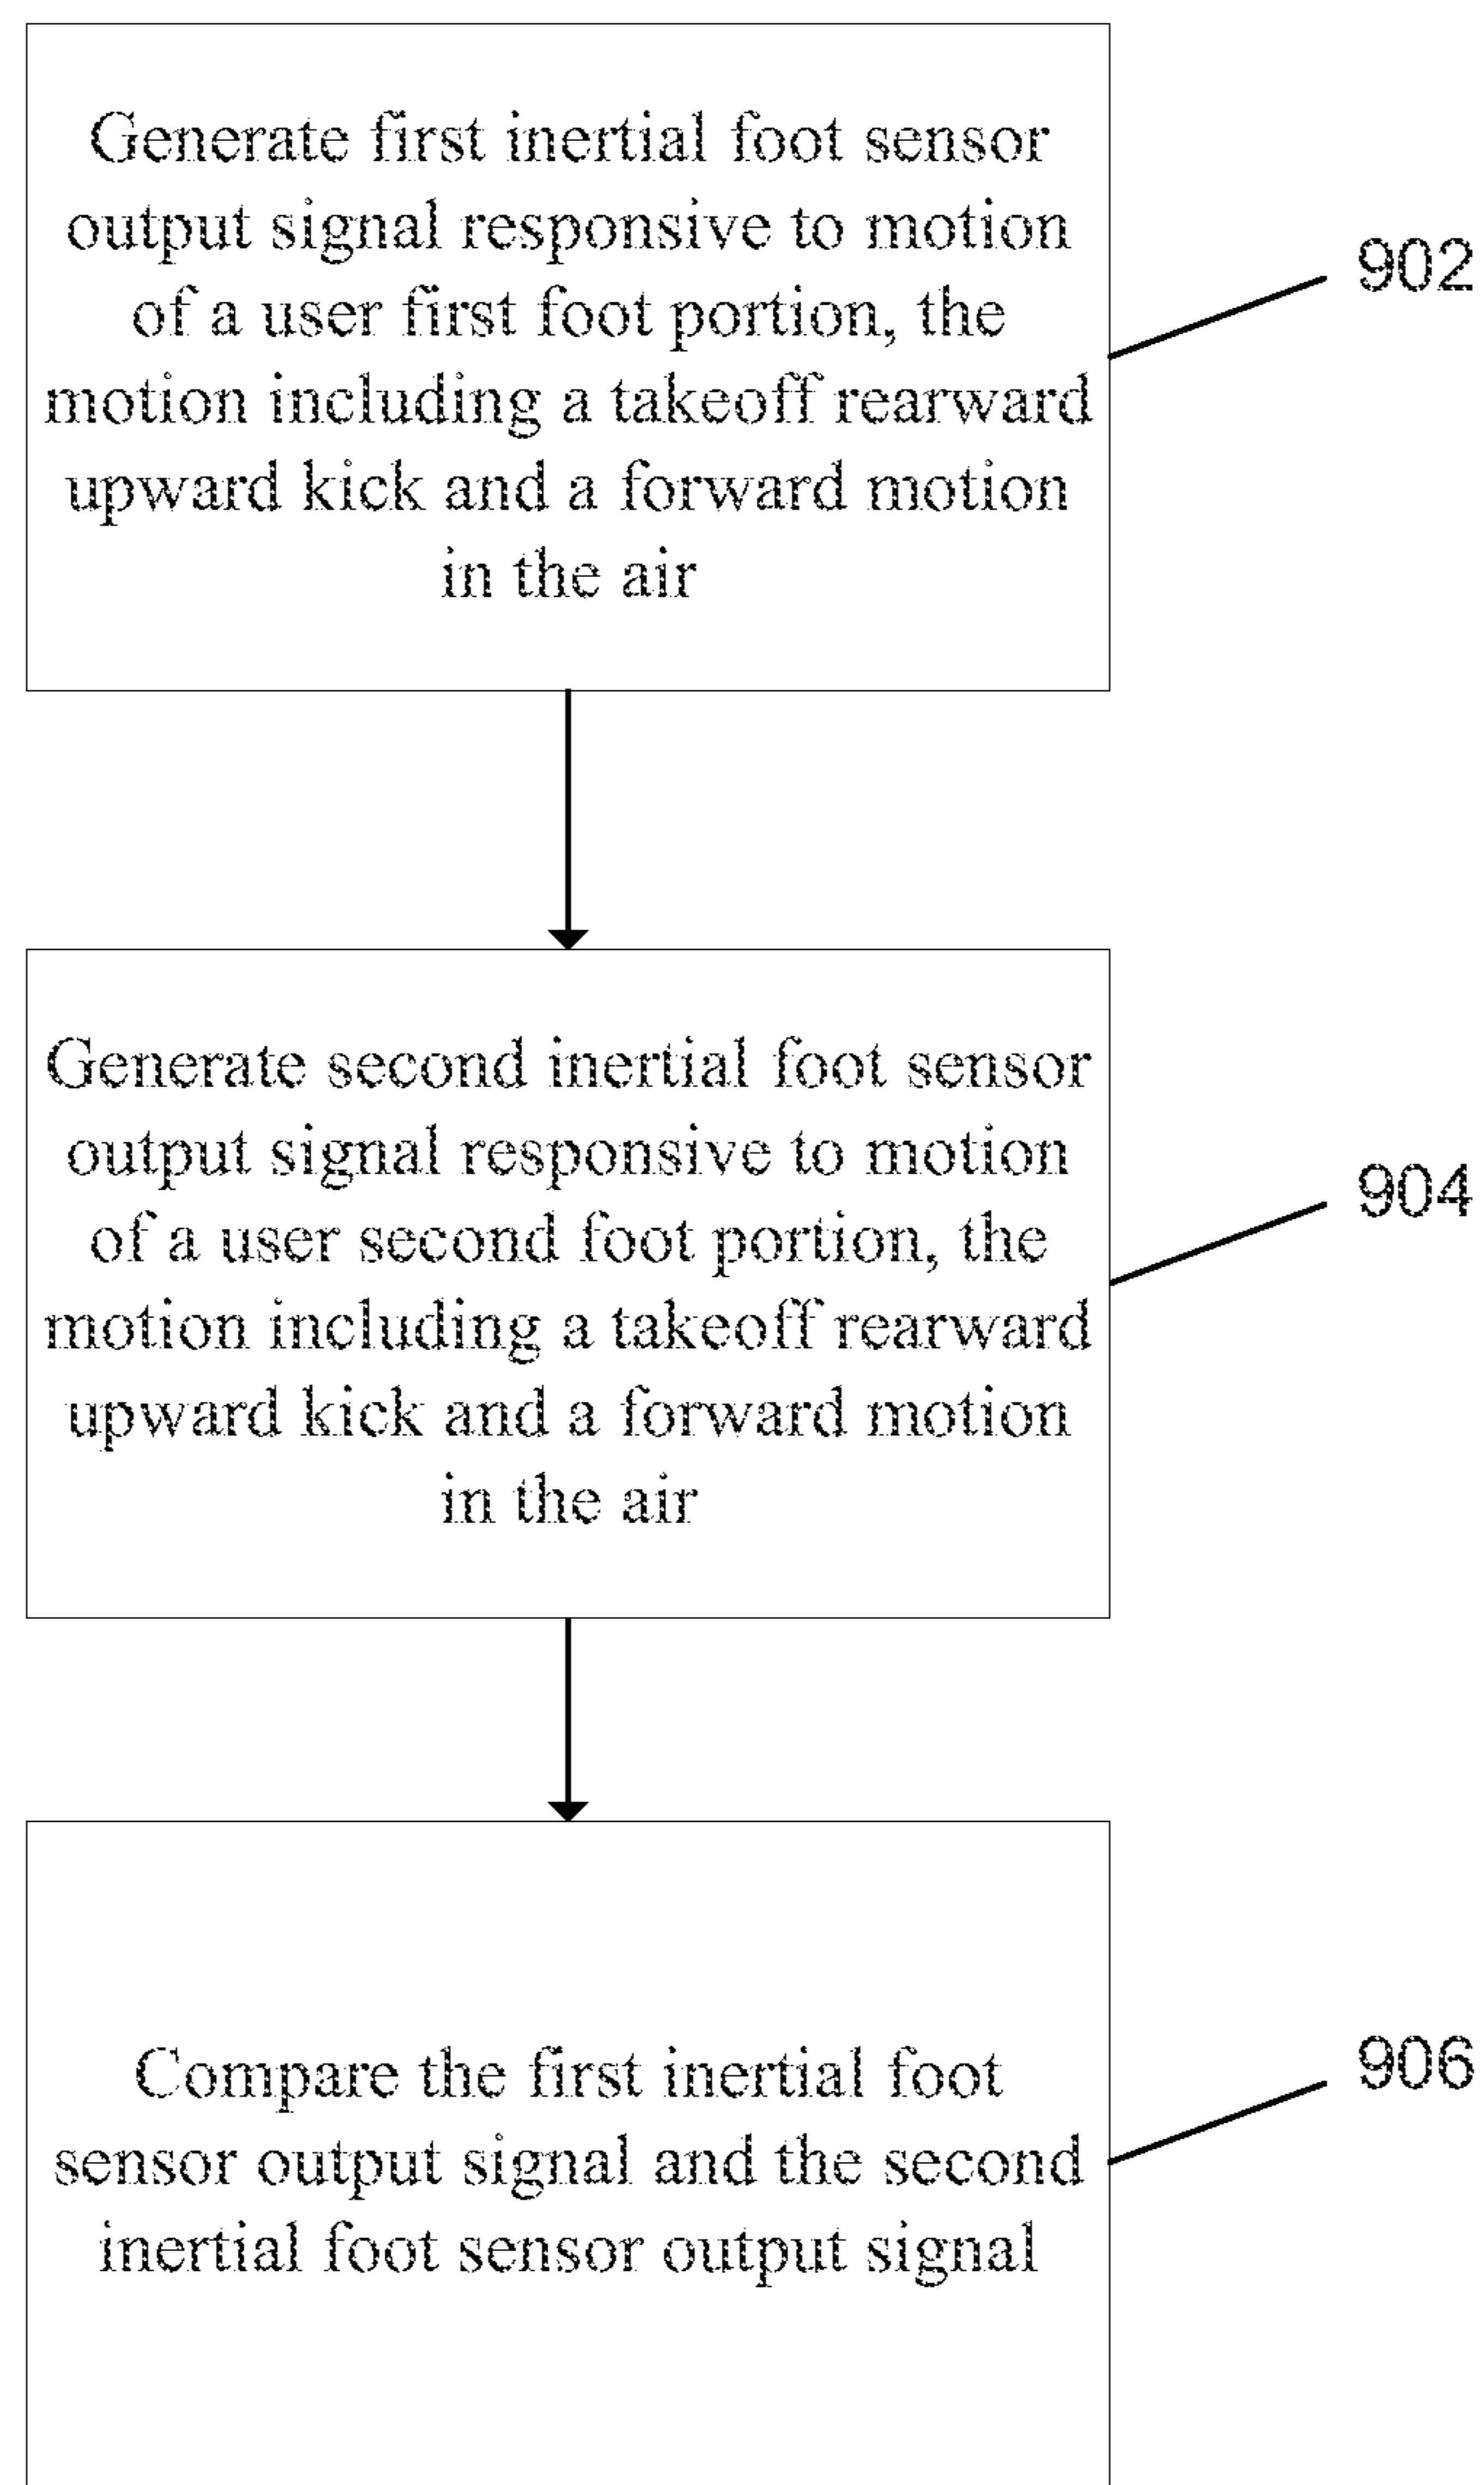 Generate first inertial foot sensor
output signal responsive to motion
of a user first foot portion, the
motion including a takeoff rearward
upward kick and a forward motion
in the air
902
Generate second inertial foot sensor
output signal responsive to motion
of a user second foot portion, the
motion including a takeoff rearward
upward kick and a forward motion
in the air
904
Compare the first inertial foot
sensor output signal and the second
inertial foot sensor output signal
906